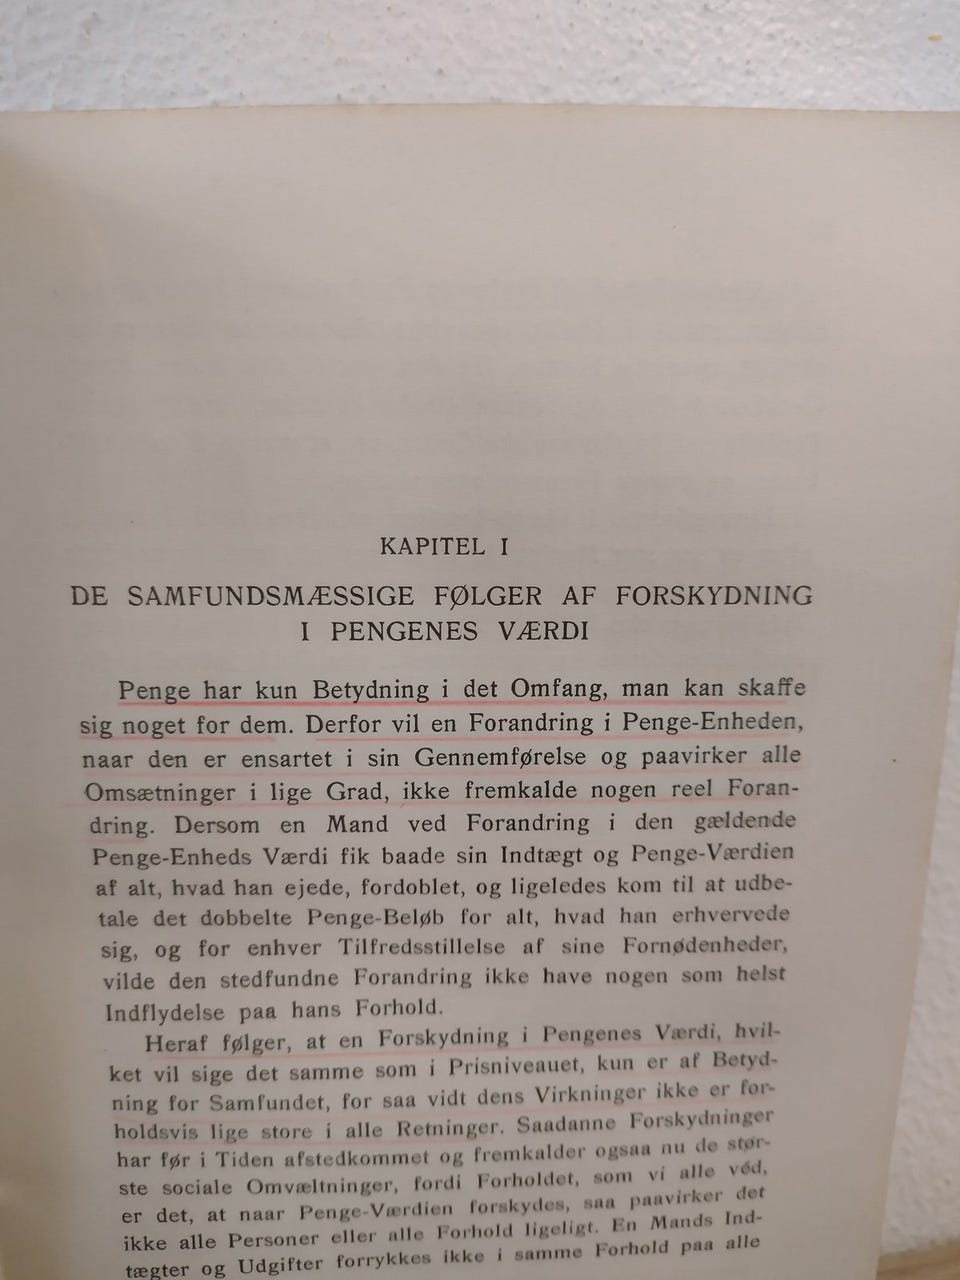 KAPITEL I
DE SAMFUNDSMÆSSIGE FØLGER AF FORSKYDNING
I PENGENES VÆRDI
Penge har kun Betydning i det Omfang, man kan skaffe
sig noget for dem. Derfor vil en Forandring i Penge-Enheden,
naar den er ensartet i sin Gennemførelse og paavirker alle
Omsætninger i lige Grad, ikke fremkalde nogen reel Foran-
dring. Dersom en Mand ved Forandring i den gældende
Penge-Enheds Værdi fik baade sin Indtægt og Penge-Værdien
af alt, hvad han ejede, fordoblet, og ligeledes kom til at udbe-
tale det dobbelte Penge-Beløb for alt, hvad han erhvervede
sig, og for enhver Tilfredsstillelse af sine Fornødenheder,
vilde den stedfundne Forandring ikke have nogen som helst
Indflydelse paa hans Forhold.
Heraf følger, at en Forskydning i Pengenes Værdi, hvil-
ket vil sige det samme som i Prisniveauet, kun er af Betyd-
ning for Samfundet, for saa vidt dens Virkninger ikke er for-
holdsvis lige store i alle Retninger. Saadanne Forskydninger
har før i Tiden afstedkommet og fremkalder ogsaa nu de stør-
ste sociale Omvæltninger, fordi Forholdet, som vi alle véd,
er det, at naar Penge-Værdien forskydes, saa paavirker det
ikke alle Personer eller alle Forhold ligeligt. En Mands Ind-
tægter og Udgifter forrykkes ikke i samme Forhold paa alle